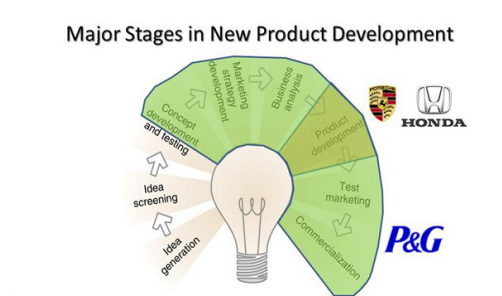 Major Stages in New Product Development
Idea
generation
Idea
screening
Concept
development
and testing
Marketing
strategy
development
Business
analysis
Product
development
Test
marketing
Commercialization
HONDA
P&G